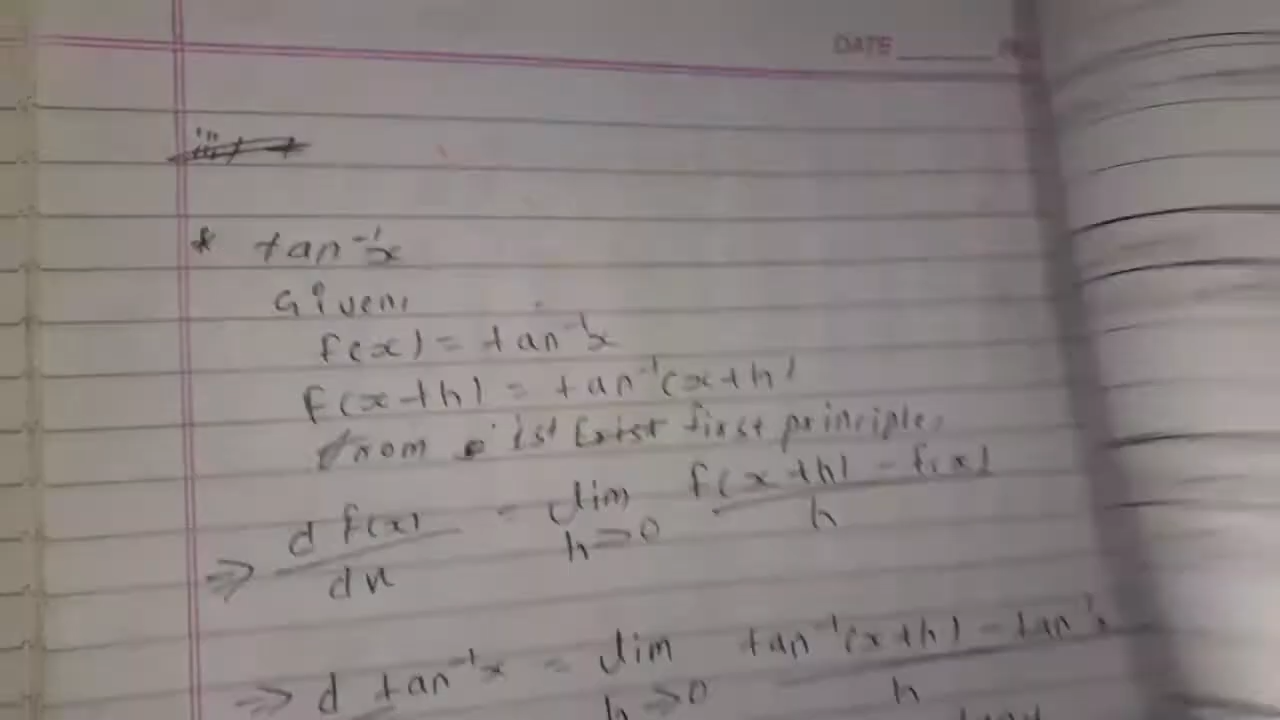 DATE
* tan⁻¹x
Given,
f(x) = tan⁻¹x
f(x+h) = tan⁻¹(x+h)
from 1st first principle,
⇒ d f(x) / dx = lim h→0 f(x+h) - f(x) / h
⇒ d tan⁻¹x = lim h→0 tan⁻¹(x+h) - tan⁻¹ / h